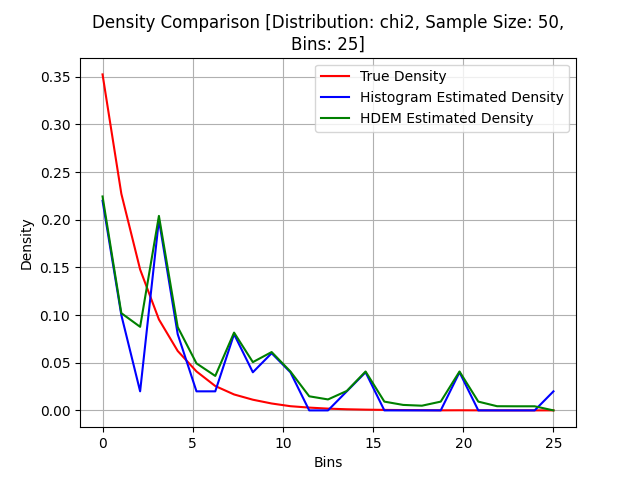 Density Comparison [Distribution: chi2, Sample Size: 50,
Bins: 25]
True Density
Histogram Estimated Density
HDEM Estimated Density
Density
0.35
0.30
0.25
0.20
0.15
0.10
0.05
0.00
0 5 10 15 20 25
Bins